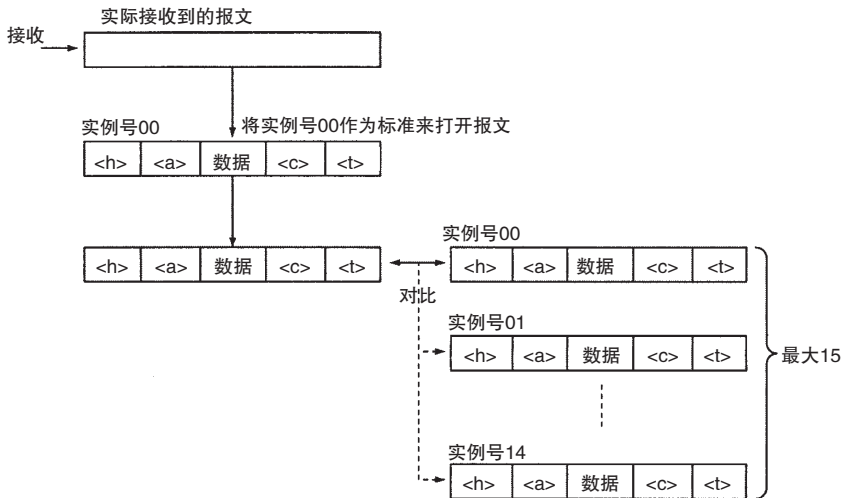 实际接收到的报文
接收
实例号00
将实例号00作为标准来打开报文
<h> <a> 数据 <c> <t>
实例号00
<h> <a> 数据 <c> <t>
<h> <a> 数据 <c> <t>
对比
实例号01
<h> <a> 数据 <c> <t>
最大15
实例号14
<h> <a> 数据 <c> <t>